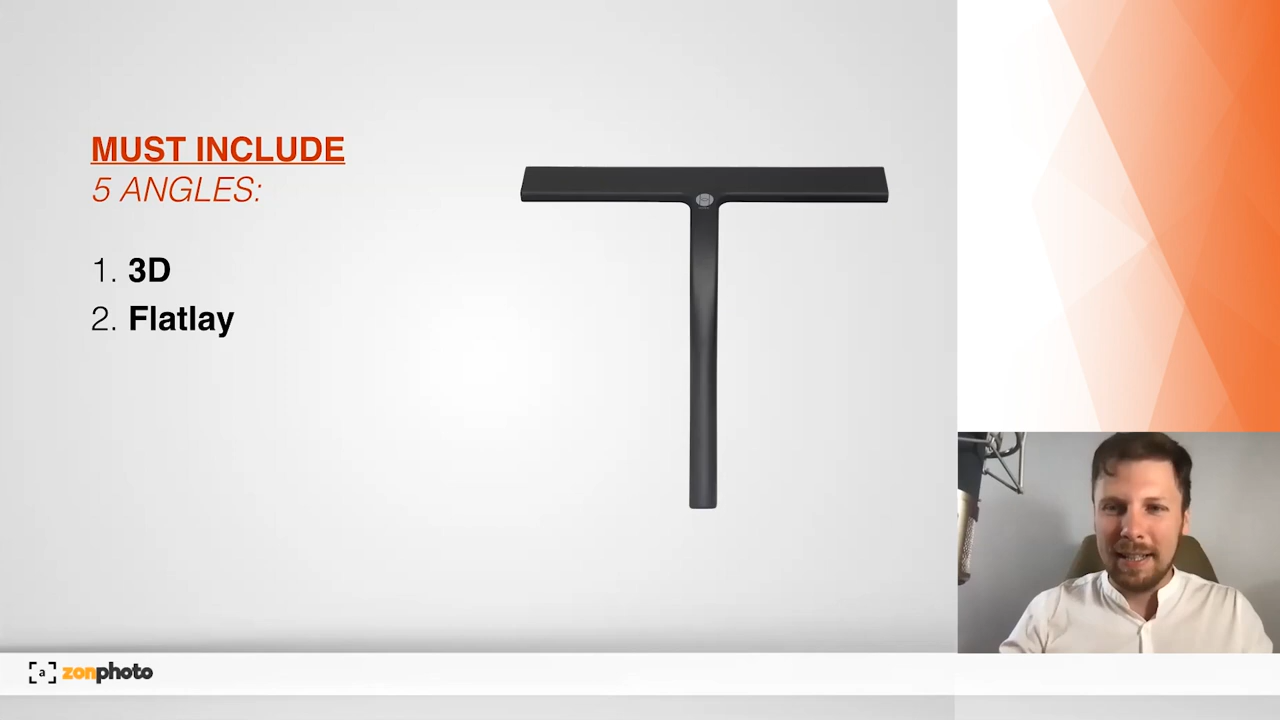 MUST INCLUDE
5 ANGLES:
1. 3D
2. Flatlay
[a] zonphoto